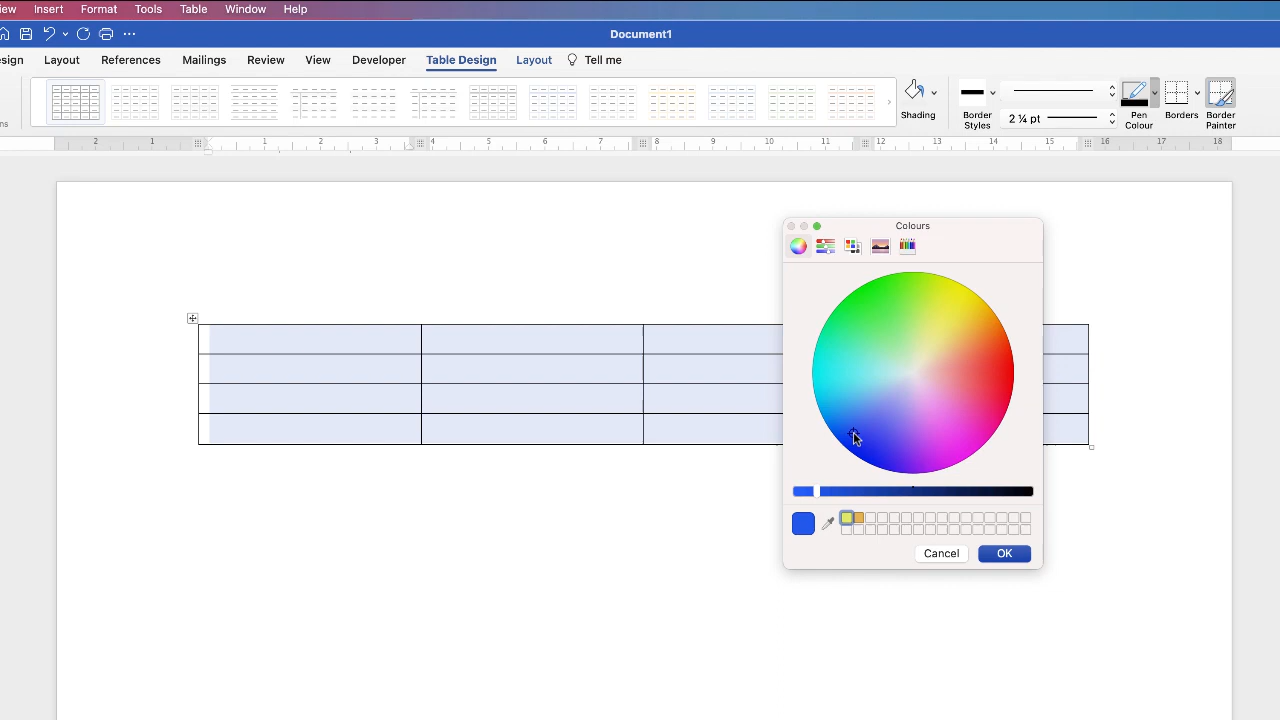 ew Insert Format Tools Table Window Help
Document1
sign Layout References Mailings Review View Developer Table Design Layout Tell me
Shading
Border Styles
2 ¼ pt
Pen Colour
Borders
Border Painter
ns
2 1 1 2 3 4 5 6 7 8 9 10 11 12 13 14 15 16 17 18
Colours
Cancel OK